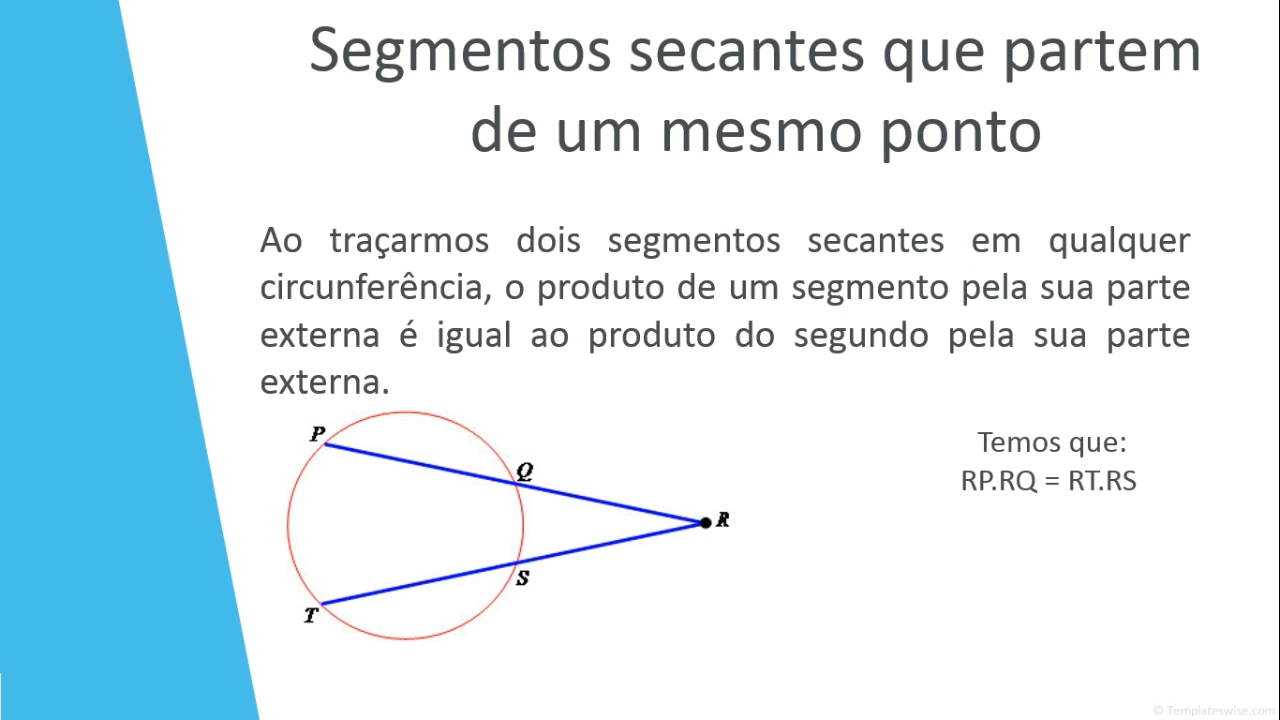 Segmentos secantes que partem
de um mesmo ponto
Ao traçarmos dois segmentos secantes em qualquer
circunferência, o produto de um segmento pela sua parte
externa é igual ao produto do segundo pela sua parte
externa.
P
Q
Temos que:
RP.RQ = RT.RS
R
S
T
© Templateswise.com